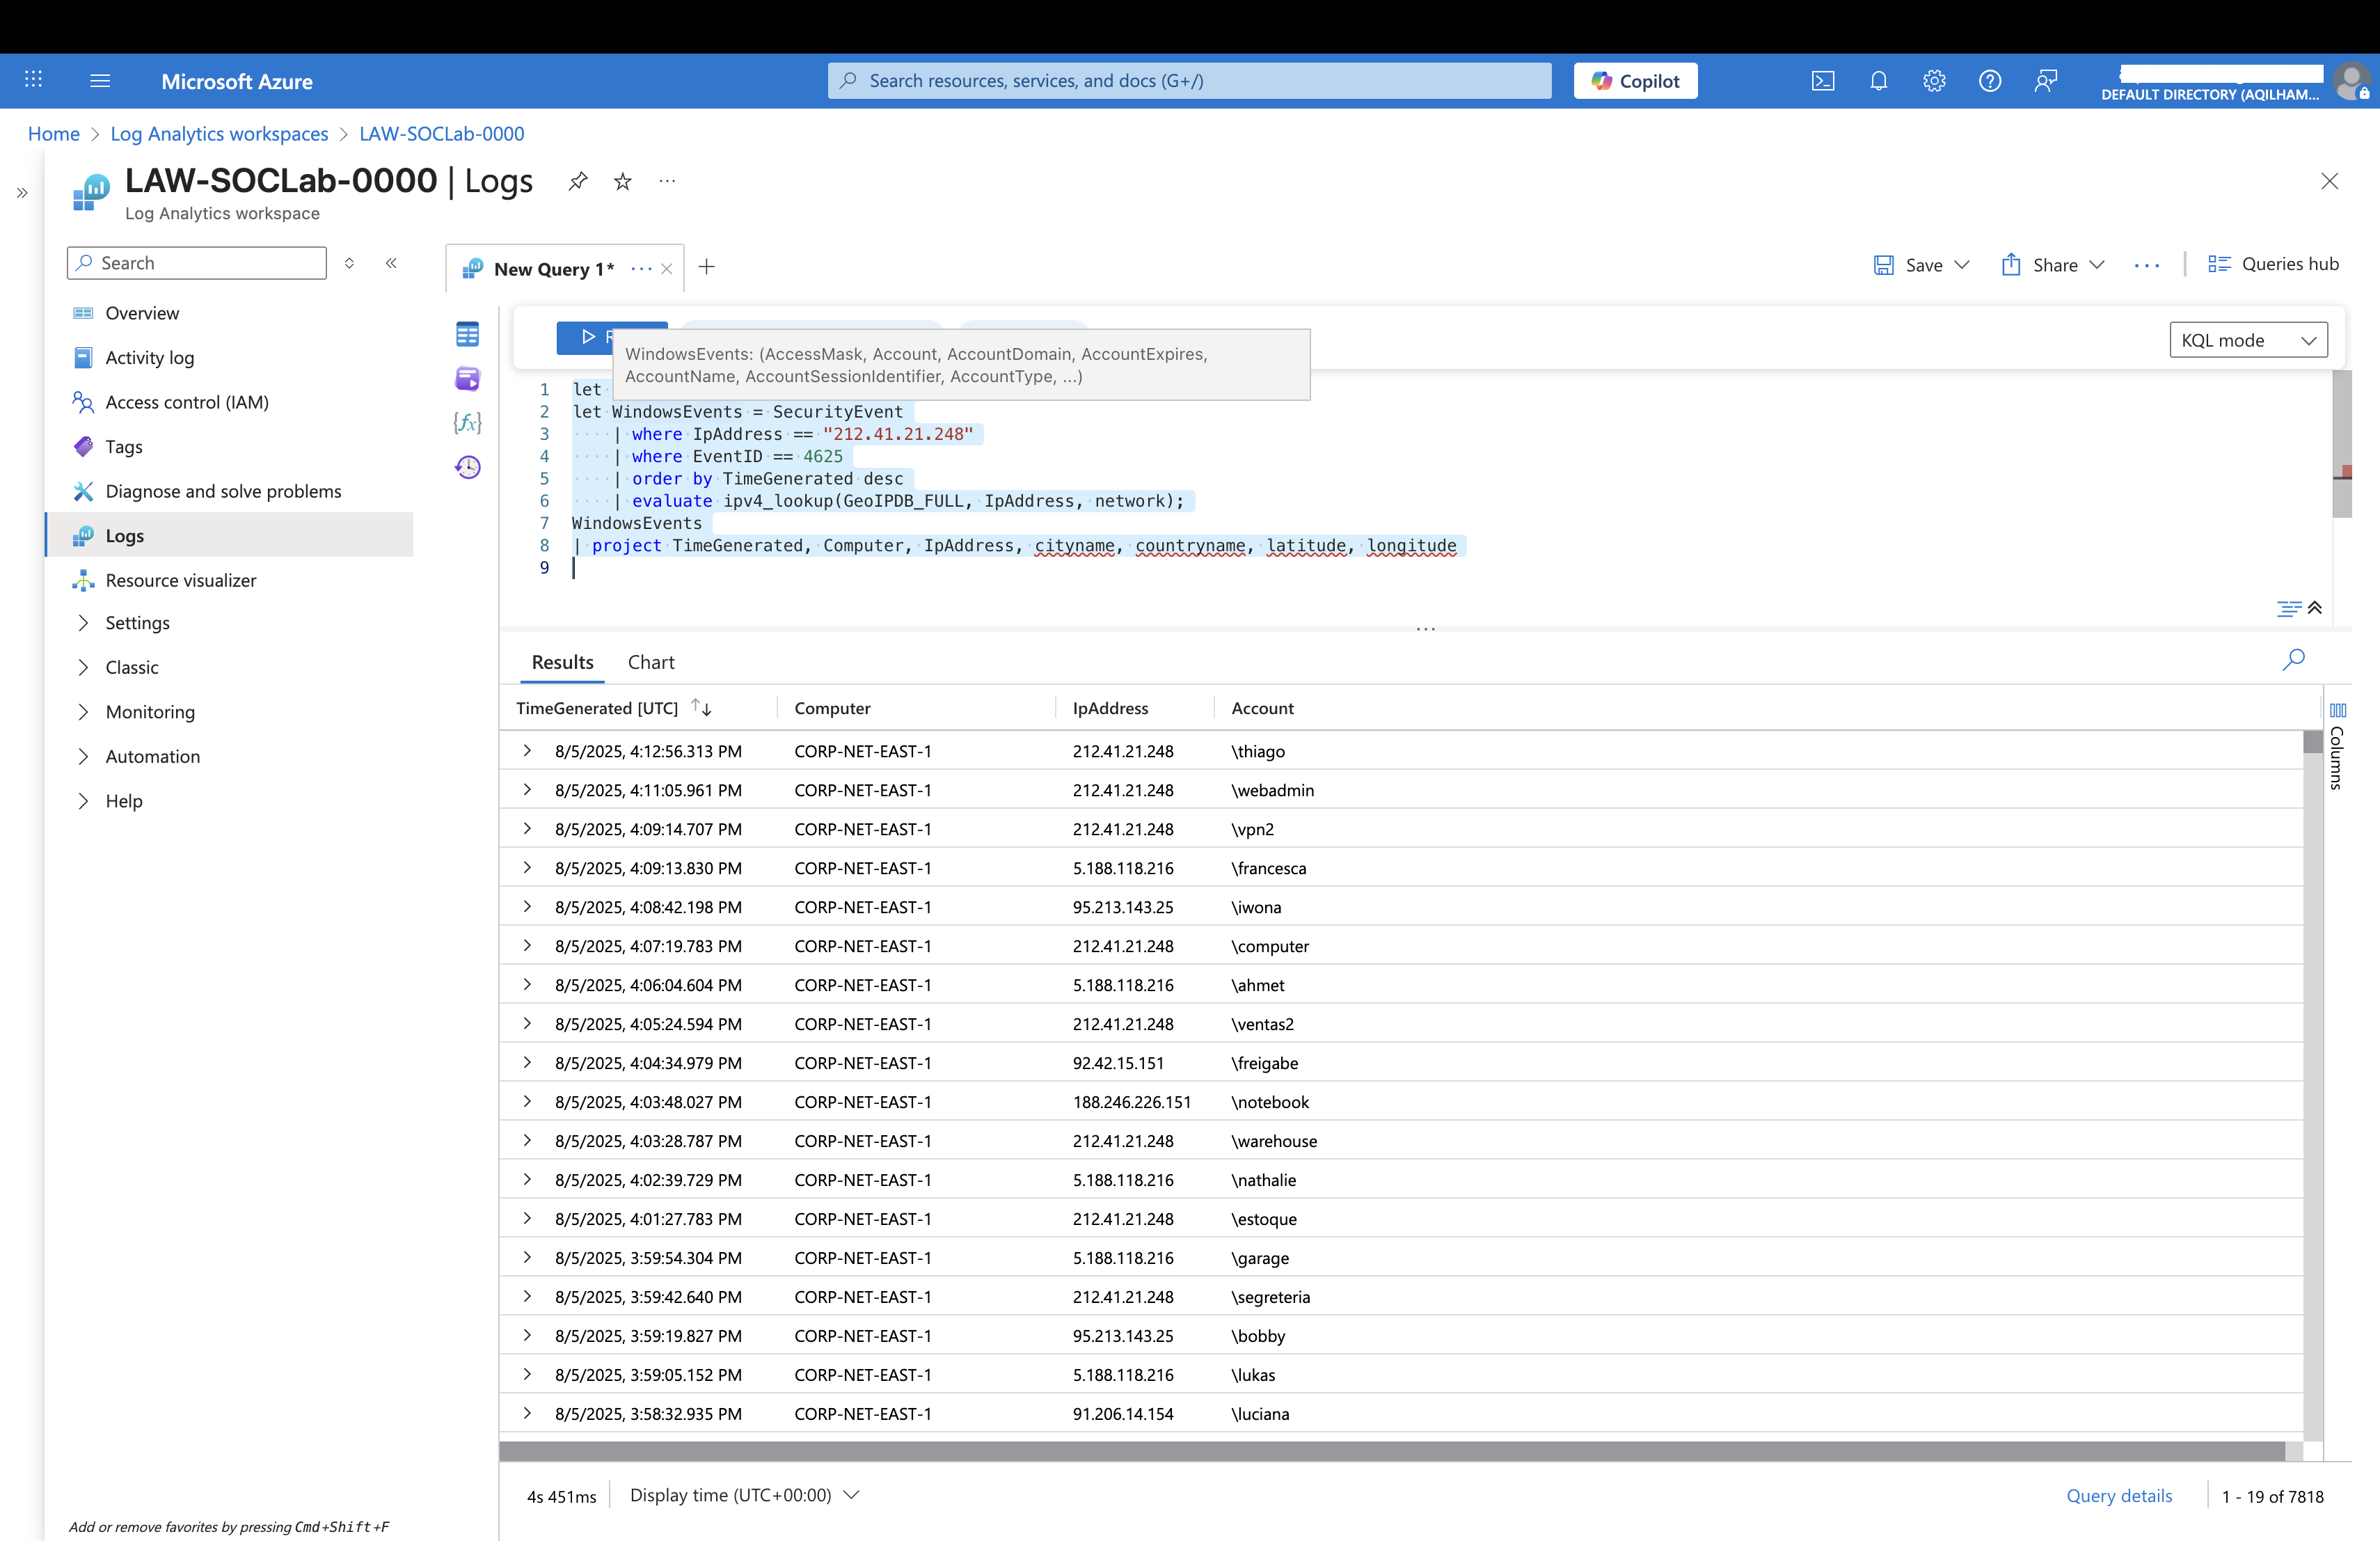 Microsoft Azure
Search resources, services, and docs (G+/)
Copilot
DEFAULT DIRECTORY (AQILHAM...
Home > Log Analytics workspaces > LAW-SOCLab-0000
LAW-SOCLab-0000 | Logs
Log Analytics workspace
Search
Overview
Activity log
Access control (IAM)
Tags
Diagnose and solve problems
Logs
Resource visualizer
Settings
Classic
Monitoring
Automation
Help
Add or remove favorites by pressing Cmd+Shift+F
New Query 1*
Save
Share
Queries hub
KQL mode
WindowsEvents: (AccessMask, Account, AccountDomain, AccountExpires,
AccountName, AccountSessionIdentifier, AccountType, ...)
1 let
2 let WindowsEvents = SecurityEvent
3 | where IpAddress == "212.41.21.248"
4 | where EventID == 4625
5 | order by TimeGenerated desc
6 | evaluate ipv4_lookup(GeoIPDB_FULL, IpAddress, network);
7 WindowsEvents
8 | project TimeGenerated, Computer, IpAddress, cityname, countryname, latitude, longitude
9
Results Chart
TimeGenerated [UTC] Computer IpAddress Account
8/5/2025, 4:12:56.313 PM CORP-NET-EAST-1 212.41.21.248 \thiago
8/5/2025, 4:11:05.961 PM CORP-NET-EAST-1 212.41.21.248 \webadmin
8/5/2025, 4:09:14.707 PM CORP-NET-EAST-1 212.41.21.248 \vpn2
8/5/2025, 4:09:13.830 PM CORP-NET-EAST-1 5.188.118.216 \francesca
8/5/2025, 4:08:42.198 PM CORP-NET-EAST-1 95.213.143.25 \iwona
8/5/2025, 4:07:19.783 PM CORP-NET-EAST-1 212.41.21.248 \computer
8/5/2025, 4:06:04.604 PM CORP-NET-EAST-1 5.188.118.216 \ahmet
8/5/2025, 4:05:24.594 PM CORP-NET-EAST-1 212.41.21.248 \ventas2
8/5/2025, 4:04:34.979 PM CORP-NET-EAST-1 92.42.15.151 \freigabe
8/5/2025, 4:03:48.027 PM CORP-NET-EAST-1 188.246.226.151 \notebook
8/5/2025, 4:03:28.787 PM CORP-NET-EAST-1 212.41.21.248 \warehouse
8/5/2025, 4:02:39.729 PM CORP-NET-EAST-1 5.188.118.216 \nathalie
8/5/2025, 4:01:27.783 PM CORP-NET-EAST-1 212.41.21.248 \estoque
8/5/2025, 3:59:54.304 PM CORP-NET-EAST-1 5.188.118.216 \garage
8/5/2025, 3:59:42.640 PM CORP-NET-EAST-1 212.41.21.248 \segreteria
8/5/2025, 3:59:19.827 PM CORP-NET-EAST-1 95.213.143.25 \bobby
8/5/2025, 3:59:05.152 PM CORP-NET-EAST-1 5.188.118.216 \lukas
8/5/2025, 3:58:32.935 PM CORP-NET-EAST-1 91.206.14.154 \luciana
Columns
4s 451ms
Display time (UTC+00:00)
Query details
1 - 19 of 7818